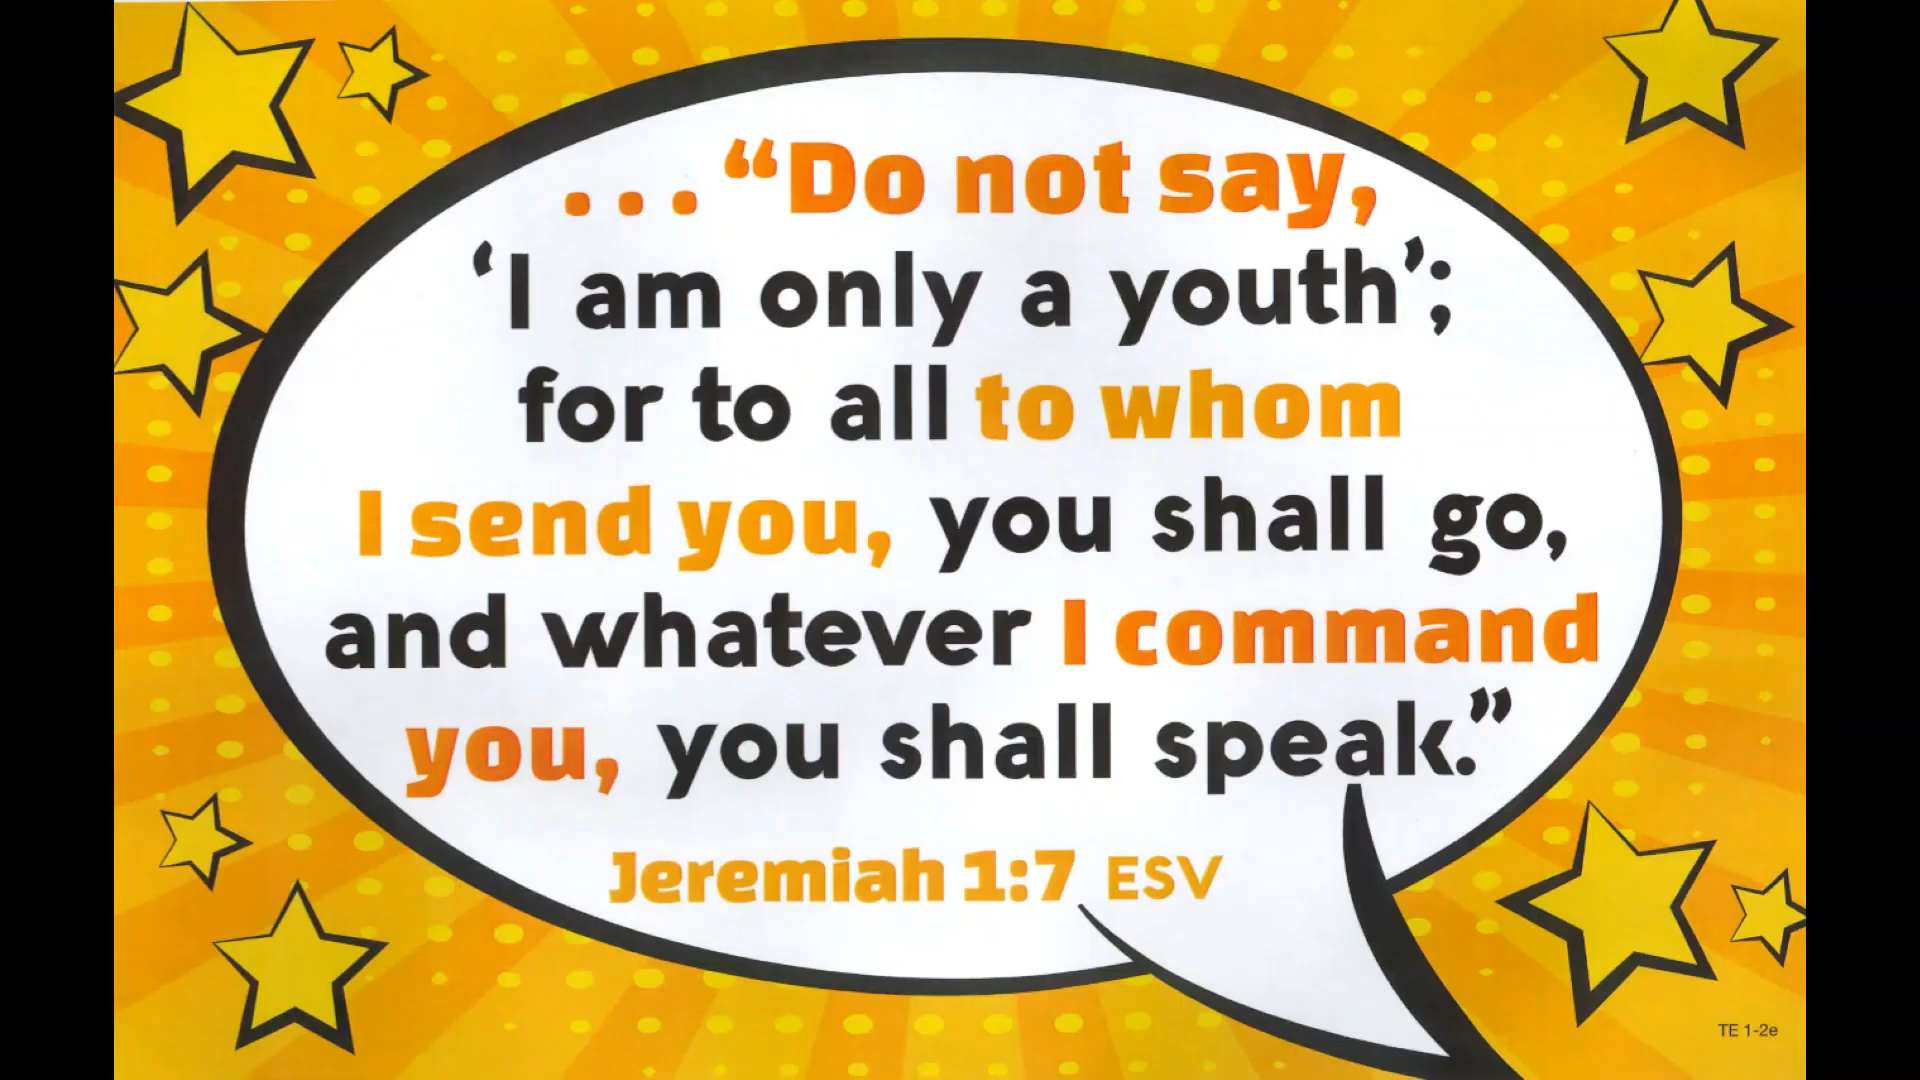 . . . “Do not say,
‘I am only a youth’;
for to all to whom
I send you, you shall go,
and whatever I command
you, you shall speak.”
Jeremiah 1:7 ESV
TE 1-2e